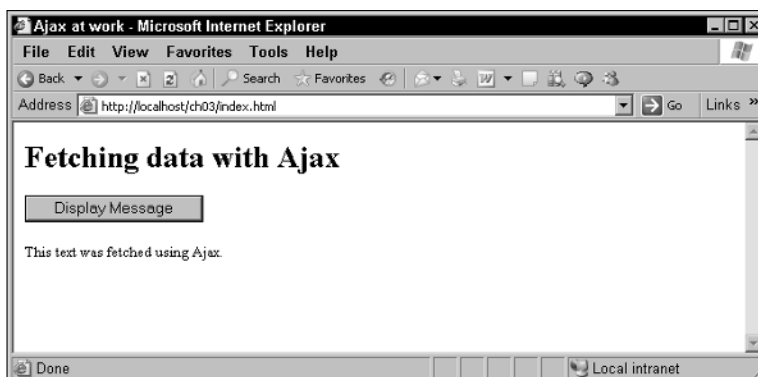 Ajax at work - Microsoft Internet Explorer
File Edit View Favorites Tools Help
Back Search Favorites W
Address http://localhost/ch03/index.html Go Links »
Fetching data with Ajax
Display Message
This text was fetched using Ajax.
Done Local intranet